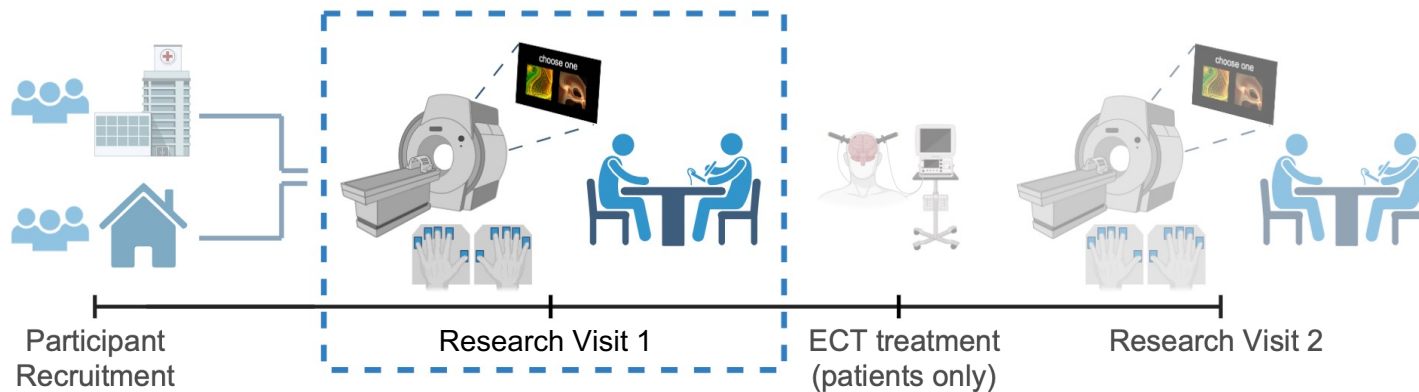 choose one
choose one
Participant
Recruitment
Research Visit 1
ECT treatment
(patients only)
Research Visit 2